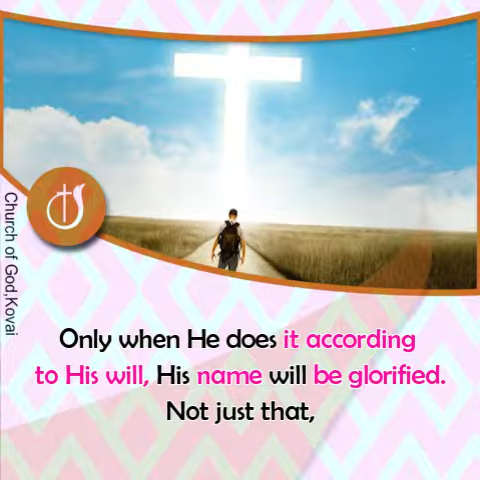 Church of God,Kovai
Only when He does it according
to His will, His name will be glorified.
Not just that,